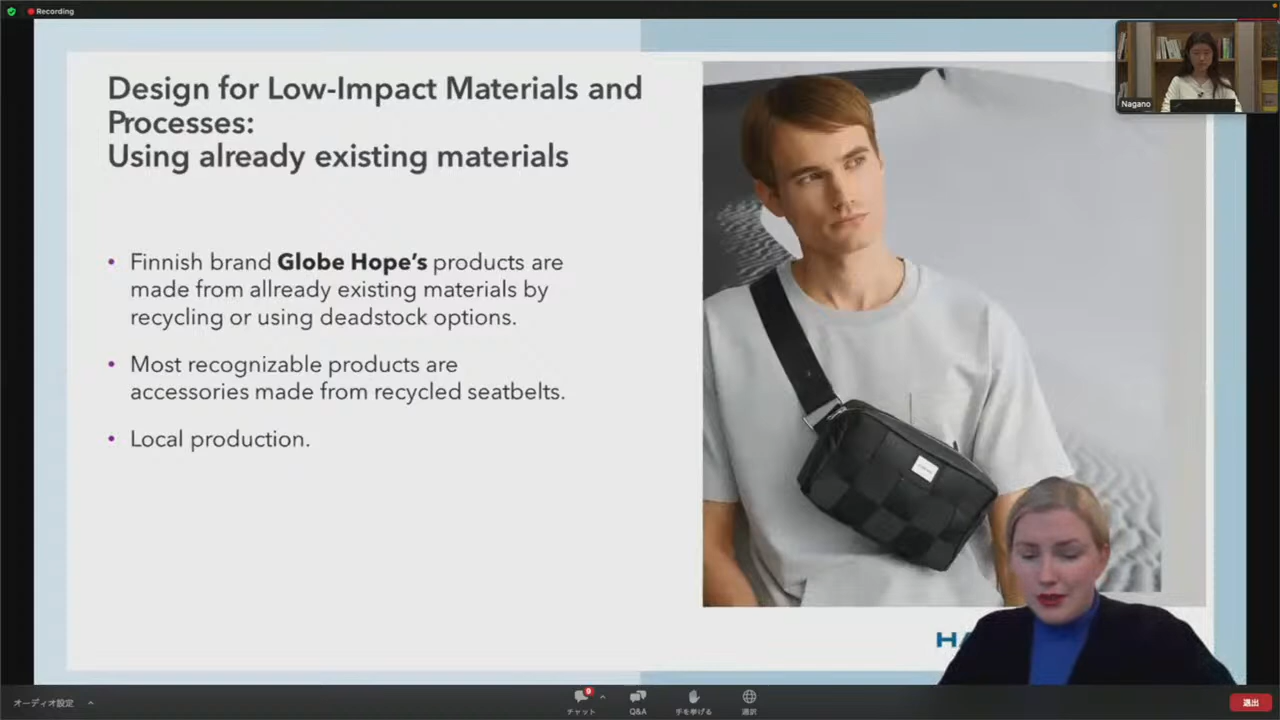 Recording
Design for Low-Impact Materials and
Processes:
Using already existing materials
• Finnish brand Globe Hope's products are
made from allready existing materials by
recycling or using deadstock options.
• Most recognizable products are
accessories made from recycled seatbelts.
• Local production.
Nagano
オーディオ設定
チャット
9
Q&A
手を挙げる
通訳
退出